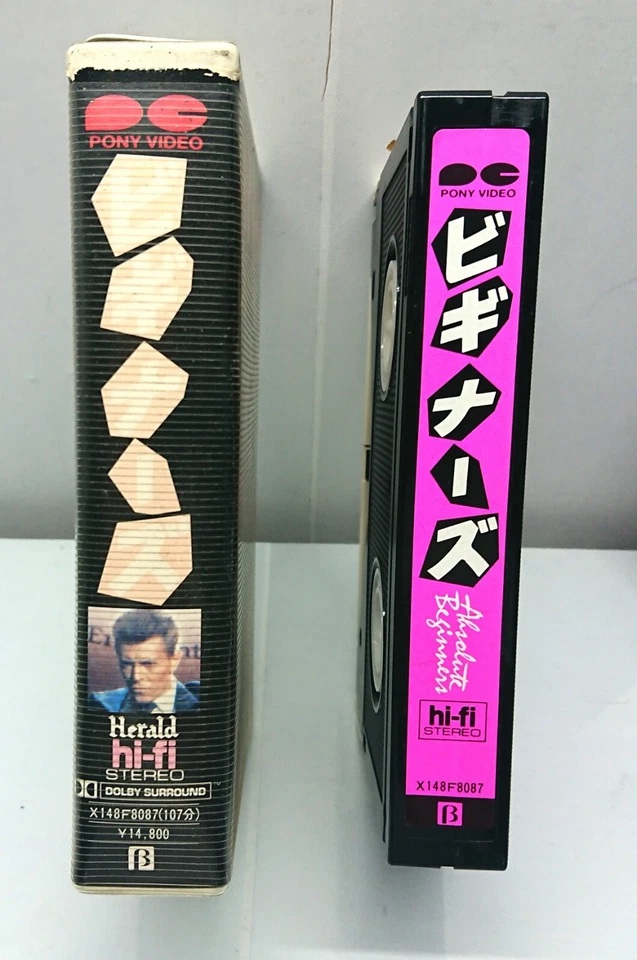 PONY VIDEO
Herald
hi-fi
STEREO
DOLBY SURROUND
X148F8087(107分)
¥14,800
β
PONY VIDEO
ビギナーズ
Absolute
Beginners
hi-fi
STEREO
X148F8087
β